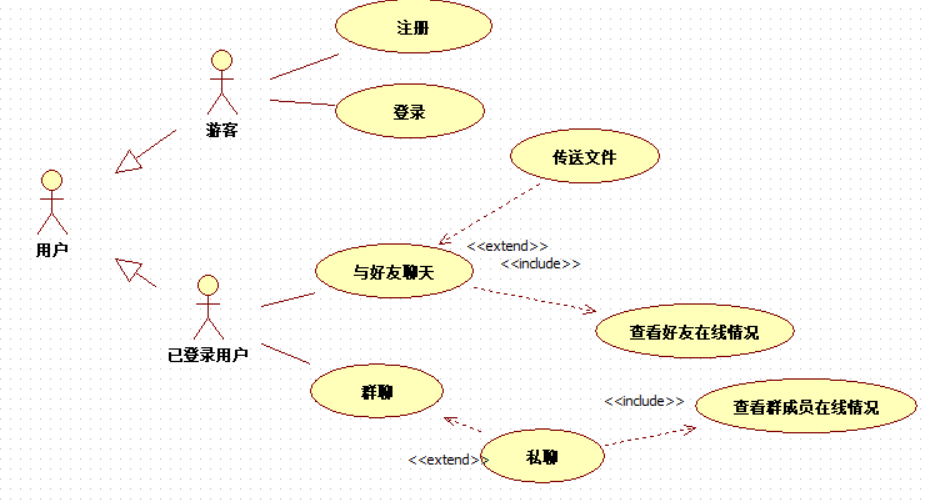 注册
游客
登录
传送文件
用户
<<extend>>
<<include>>
与好友聊天
查看好友在线情况
已登录用户
群聊
<<include>>
查看群成员在线情况
<<extend>>
私聊